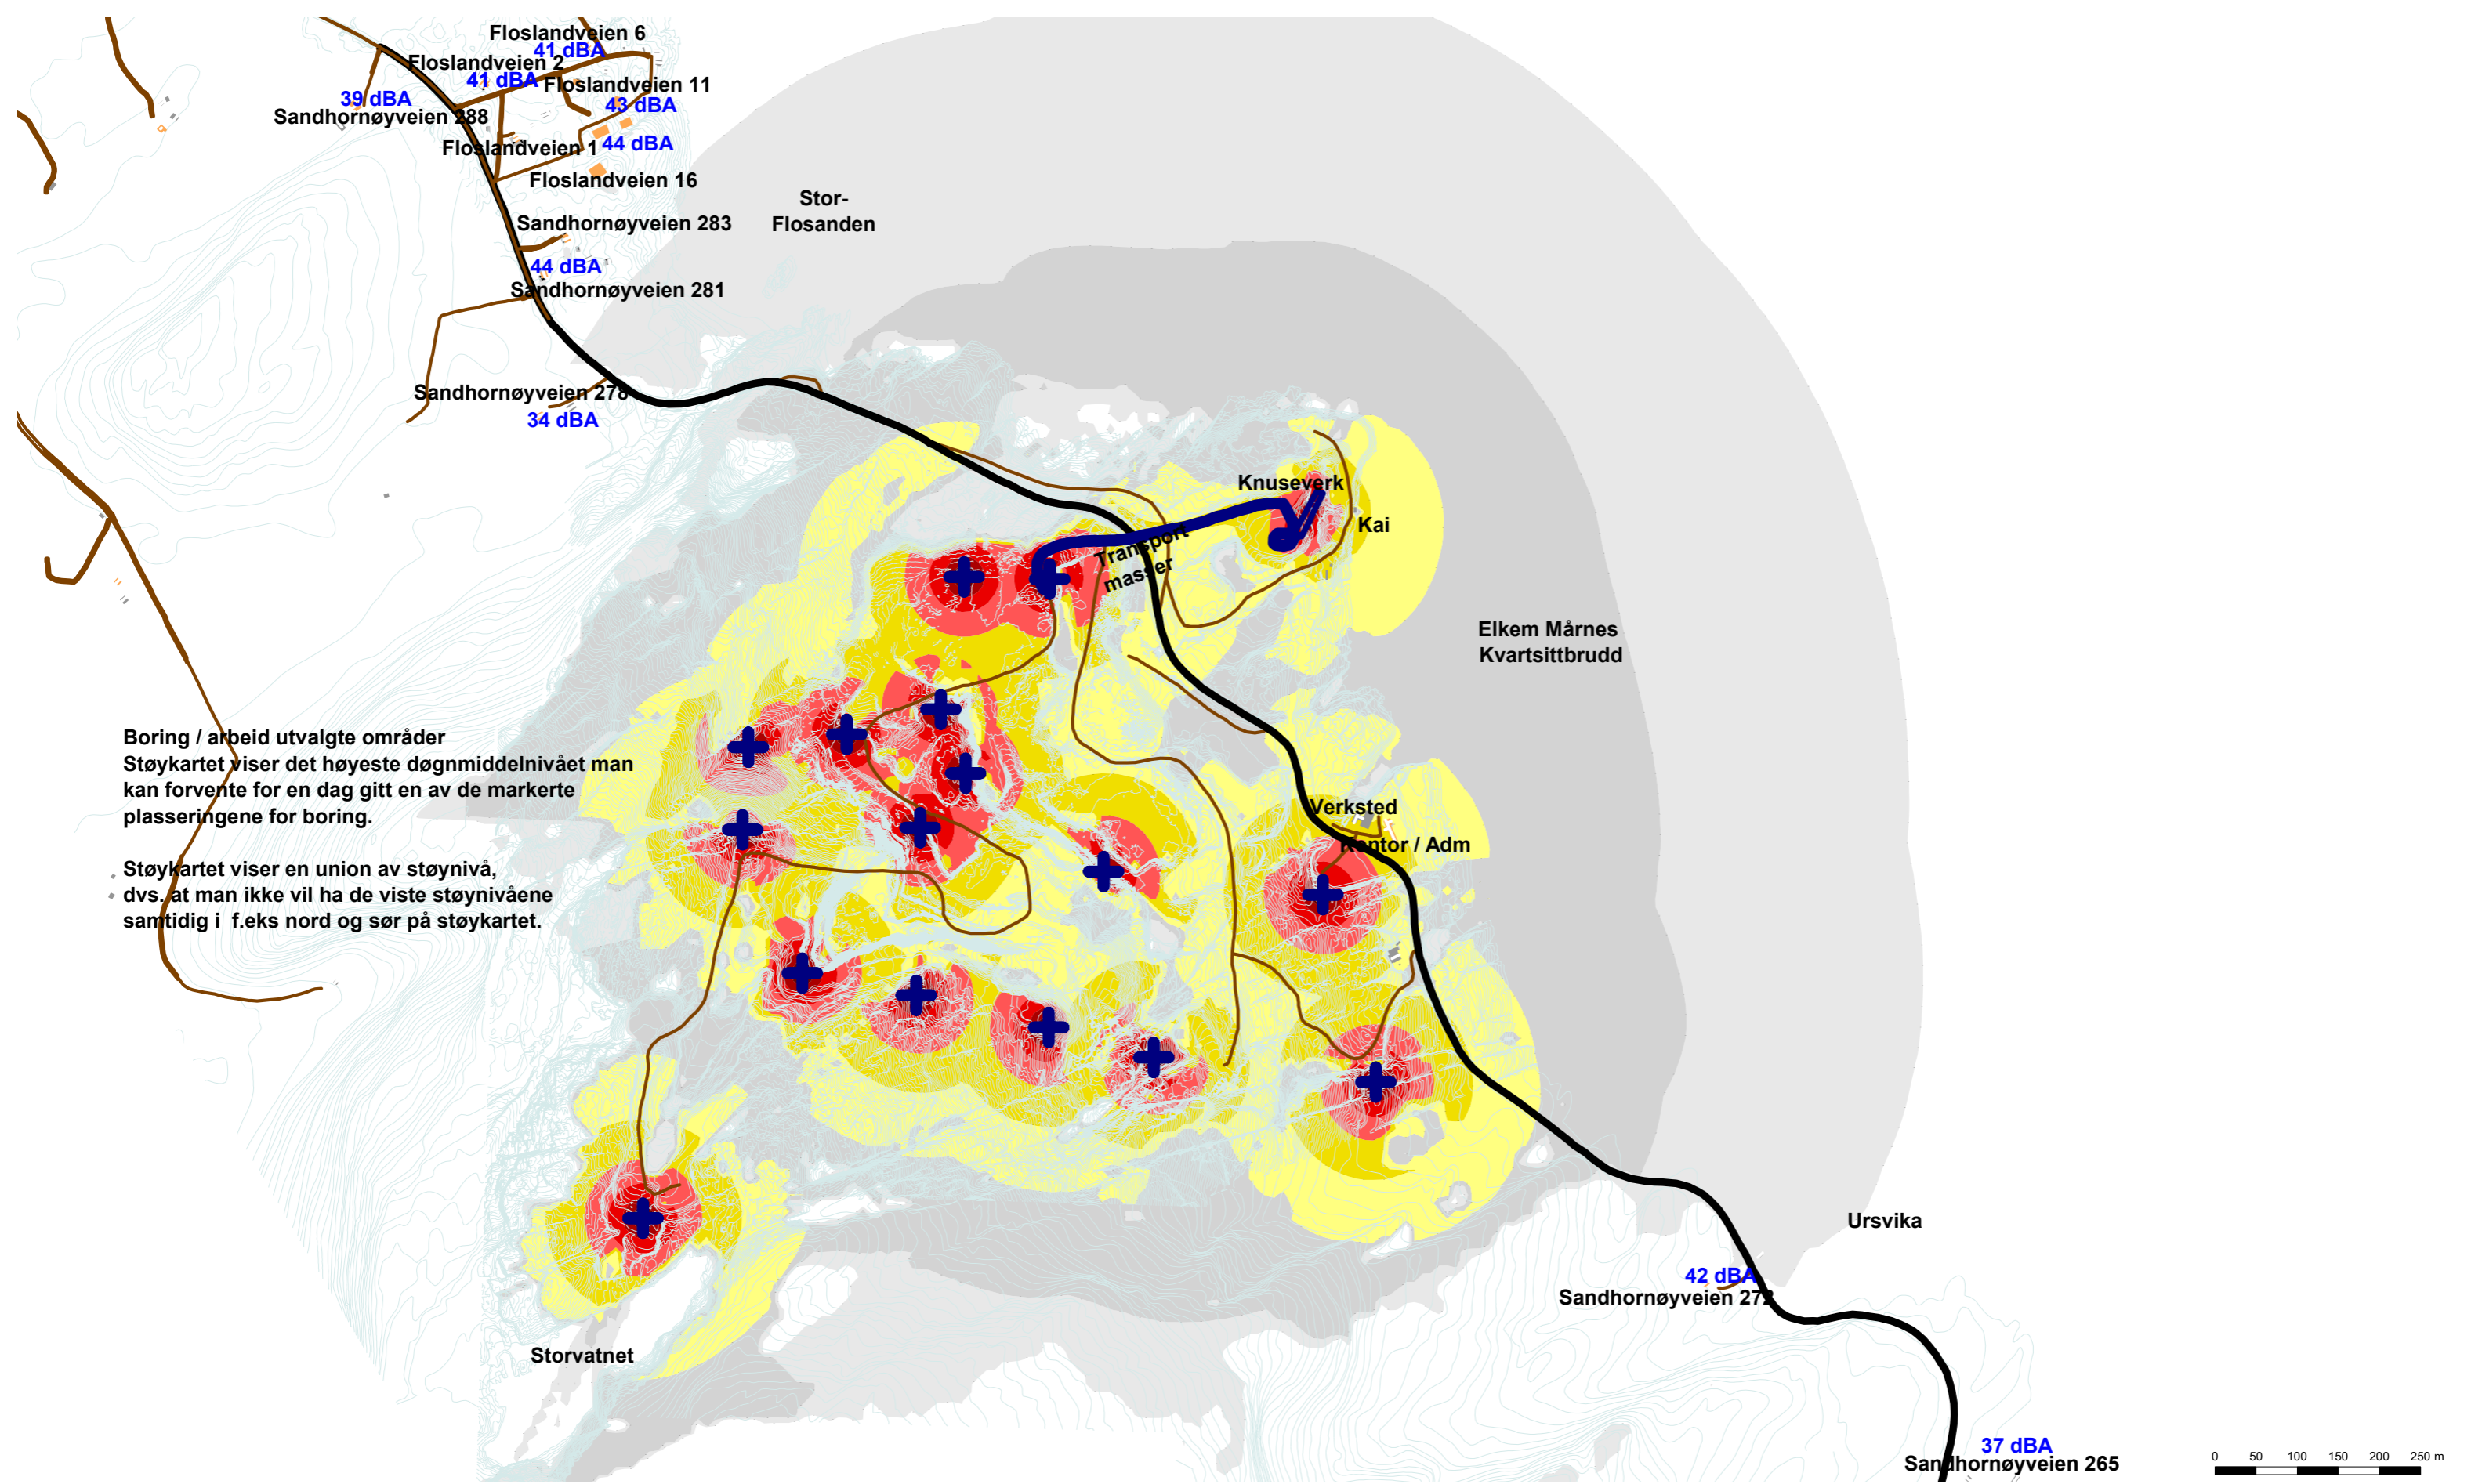 Floslandveien 6
41 dBA
Floslandveien 2
41 dBA
Floslandveien 11
39 dBA
43 dBA
Sandhornøyveien 288
Floslandveien 1
44 dBA
Floslandveien 16
Stor-
Flosanden
Sandhornøyveien 283
44 dBA
Sandhornøyveien 281
Sandhornøyveien 278
34 dBA
Knuseverk
Kai
Transport
masser
Elkem Mårnes
Kvartsittbrudd
Boring / arbeid utvalgte områder
Støykartet viser det høyeste døgnmiddelnivået man
kan forvente for en dag gitt en av de markerte
plasseringene for boring.
Støykartet viser en union av støynivå,
dvs. at man ikke vil ha de viste støynivåene
samtidig i f.eks nord og sør på støykartet.
Verksted
Kontor / Adm
Ursvika
42 dBA
Sandhornøyveien 272
Storvatnet
37 dBA
Sandhornøyveien 265
0 50 100 150 200 250 m